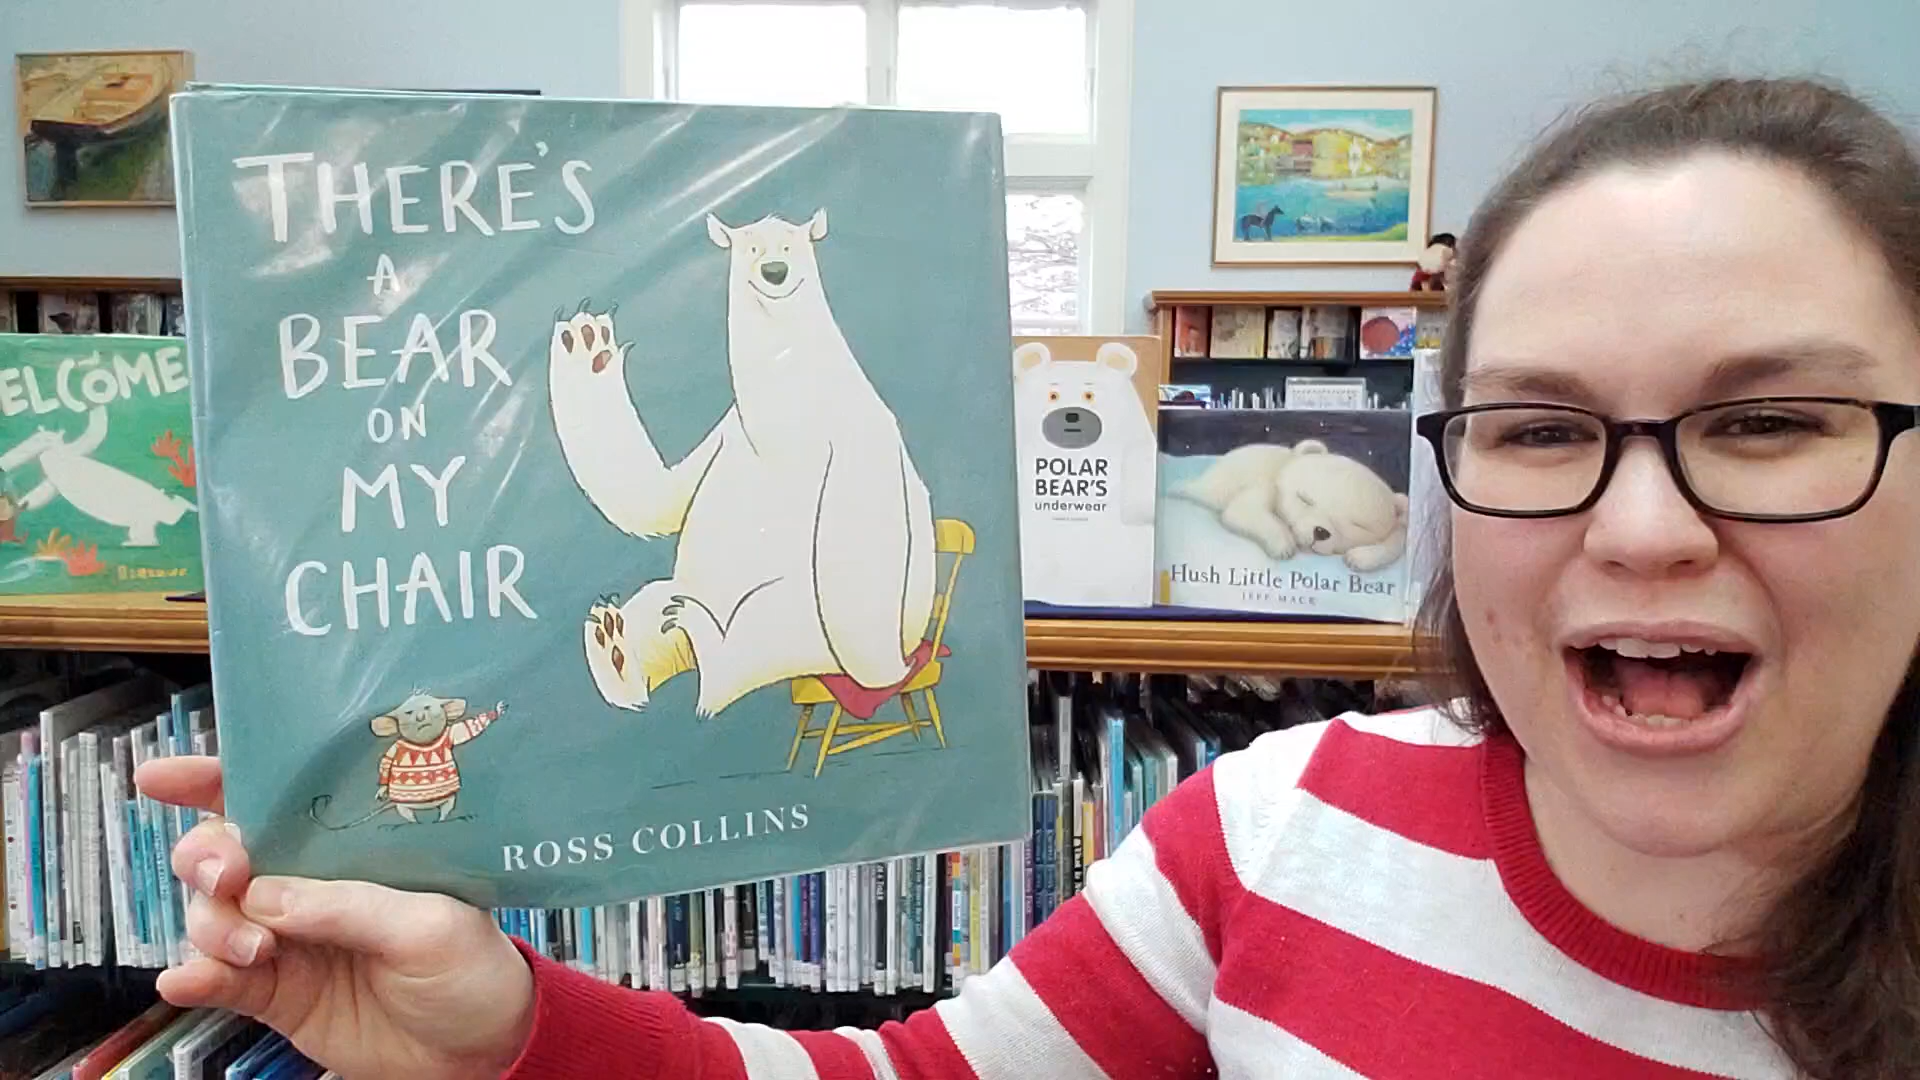 THERE'S
A
BEAR
ON
MY
CHAIR
ROSS COLLINS
ELCOME
POLAR
BEAR'S
underwear
Hush Little Polar Bear
JEFF MACK